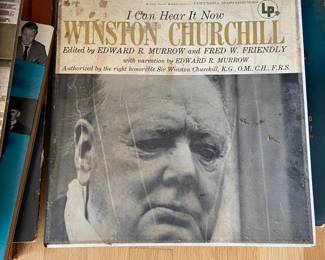 I Can Hear It Now
LP
WINSTON CHURCHILL
Edited by EDWARD R. MURROW and FRED W. FRIENDLY
with narration by EDWARD R. MURROW
Authorized by the right honorable Sir Winston Churchill, K.G., O.M., C.H., F.R.S.